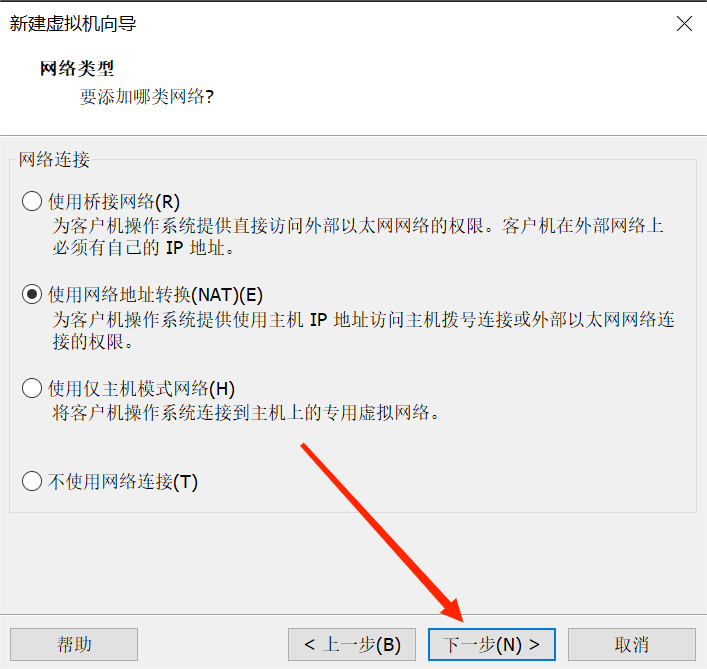 新建虚拟机向导
网络类型
要添加哪类网络?
网络连接
使用桥接网络(R)
为客户机操作系统提供直接访问外部以太网网络的权限。客户机在外部网络上
必须有自己的 IP 地址。
使用网络地址转换(NAT)(E)
为客户机操作系统提供使用主机 IP 地址访问主机拨号连接或外部以太网网络连
接的权限。
使用仅主机模式网络(H)
将客户机操作系统连接到主机上的专用虚拟网络。
不使用网络连接(T)
帮助
< 上一步(B)
下一步(N) >
取消